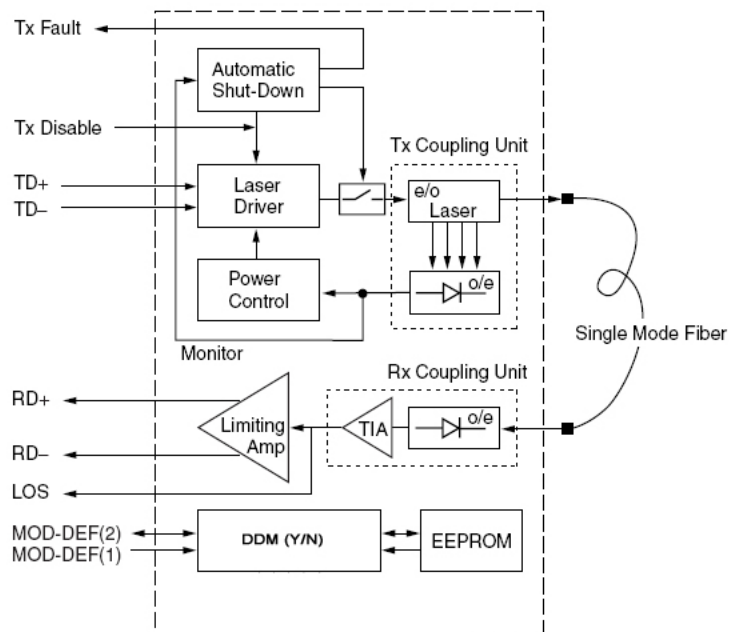 Tx Fault
Automatic
Shut-Down
Tx Disable
Tx Coupling Unit
TD+
TD–
Laser
Driver
e/o
Laser
Power
Control
o/e
Monitor
Single Mode Fiber
Rx Coupling Unit
RD+
RD–
Limiting
Amp
TIA
o/e
LOS
MOD-DEF(2)
MOD-DEF(1)
DDM (Y/N)
EEPROM